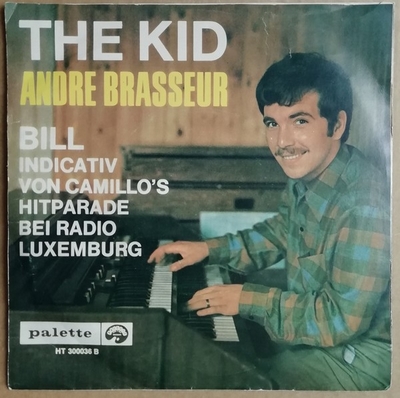 THE KID
ANDRE BRASSEUR
BILL
INDICATIV
VON CAMILLO'S
HITPARADE
BEI RADIO
LUXEMBURG
palette
HT 300036 B